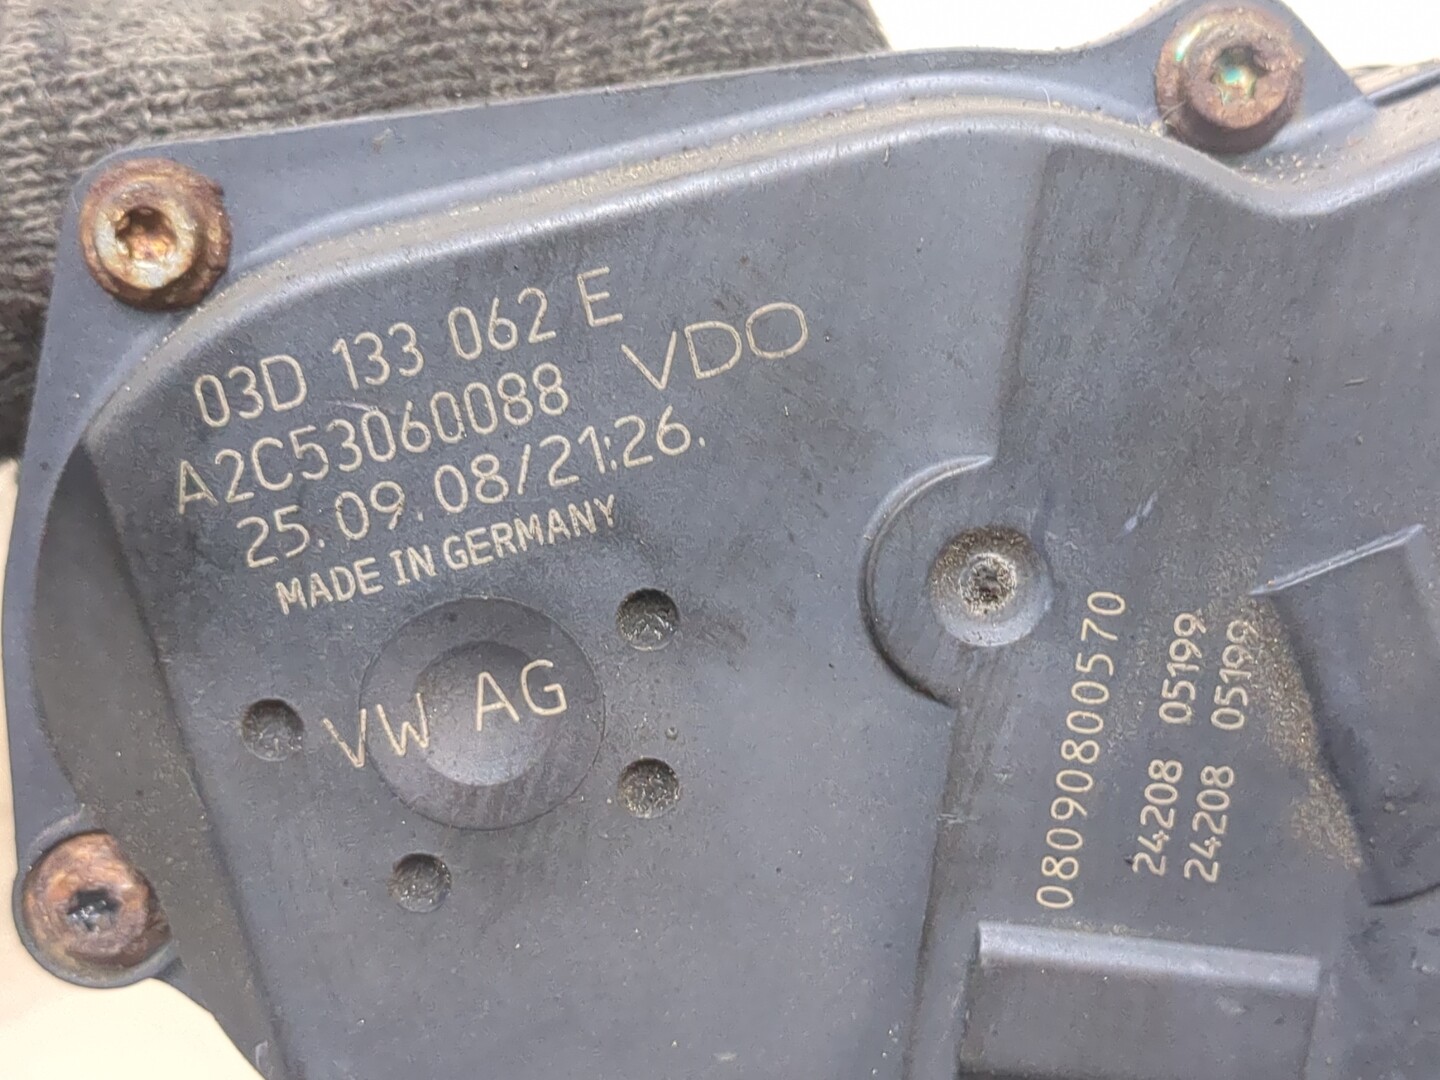 03D 133 062 E
A2C53060088 VDO
25.09.08/21:26.
MADE IN GERMANY
VW AG
08090800570
24208 05199
24208 05199